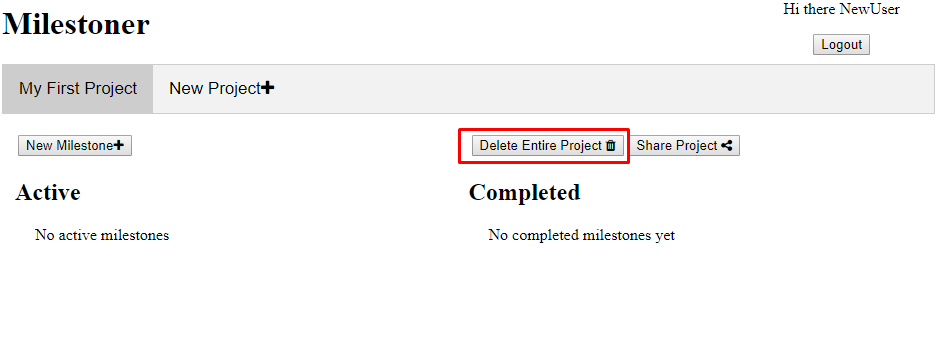 Milestoner
Hi there NewUser
Logout
My First Project
New Project
New Milestone
Delete Entire Project
Share Project
Active
Completed
No active milestones
No completed milestones yet